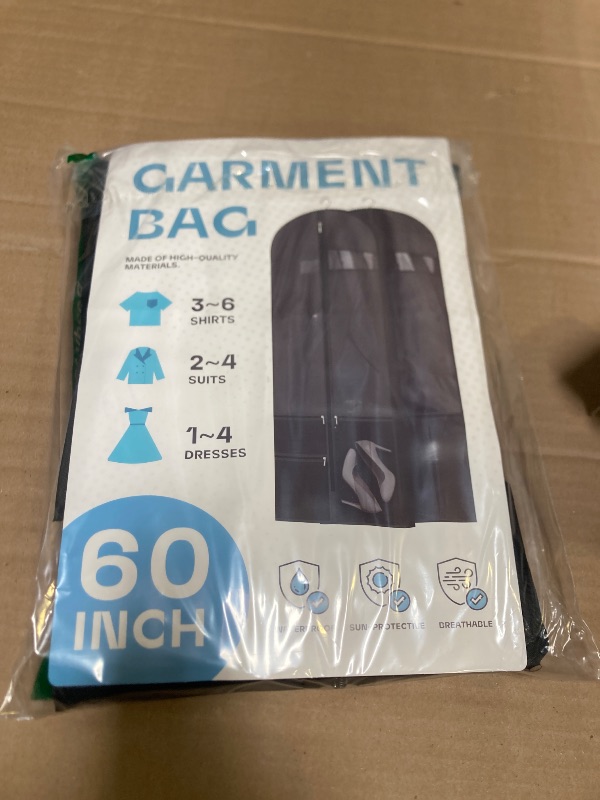 GARMENT
BAG
MADE OF HIGH-QUALITY
MATERIALS.
3~6
SHIRTS
2~4
SUITS
1~4
DRESSES
60
INCH
SUN-PROTECTIVE
BREATHABLE